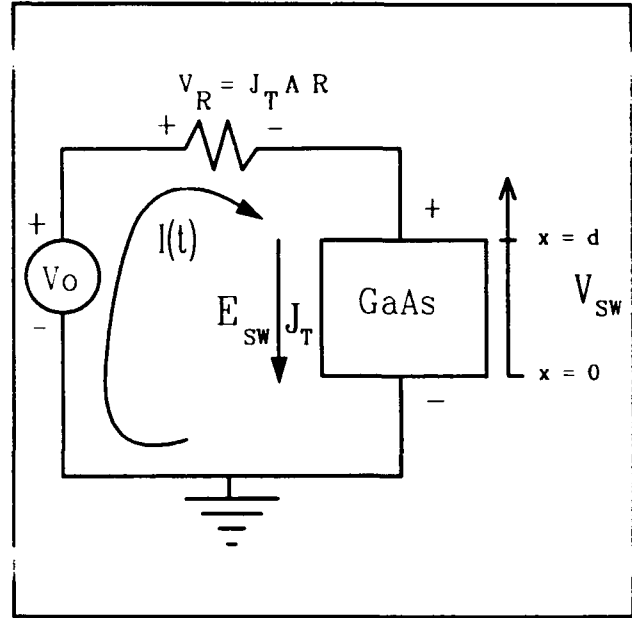 V_R = J_T A R
+ -
+
I(t)
+
x = d
Vo
E_SW J_T
GaAs
V_SW
-
x = 0
-